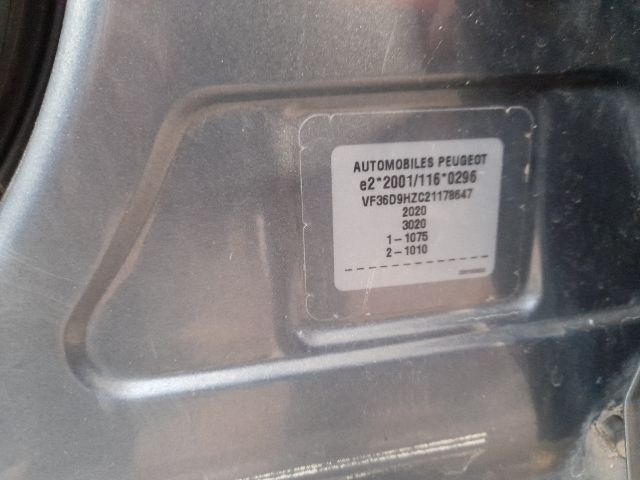 AUTOMOBILES PEUGEOT
e2*2001/116*0296
VF36D9HZC21178647
2020
3020
1-1075
2-1010